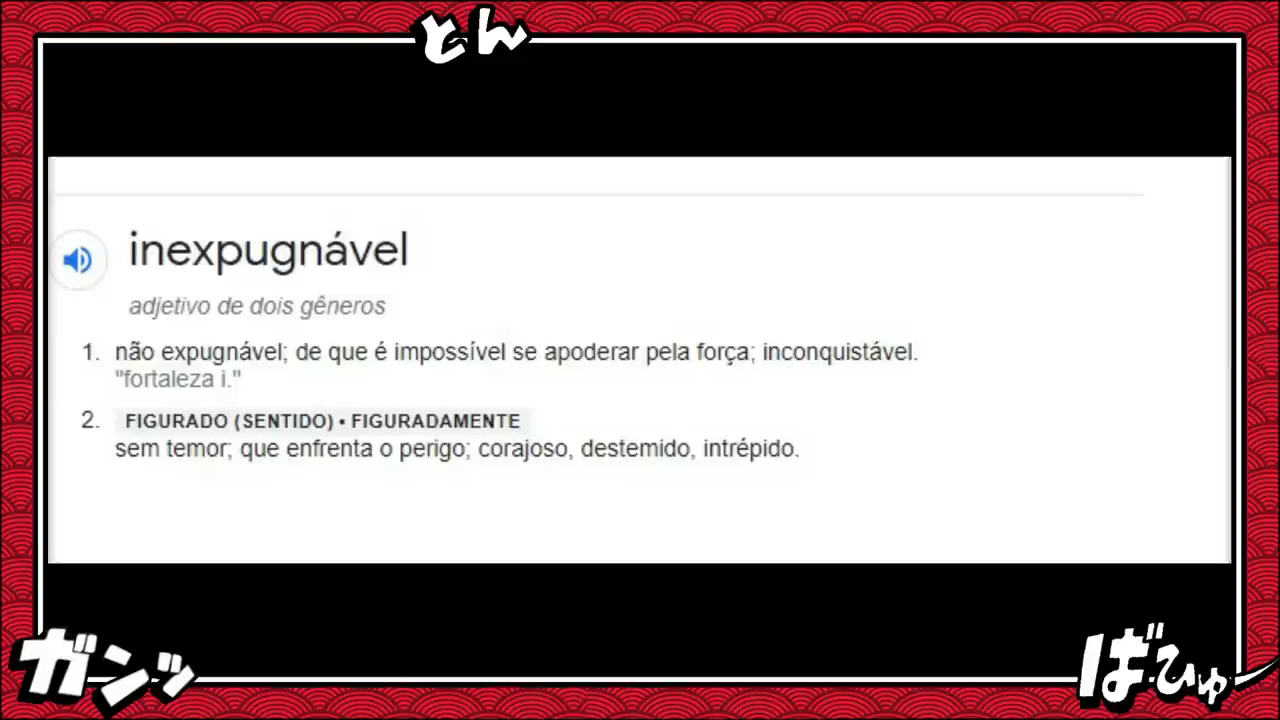 とん
inexpugnável
adjetivo de dois gêneros
1. não expugnável; de que é impossível se apoderar pela força; inconquistável.
"fortaleza i."
2. FIGURADO (SENTIDO) • FIGURADAMENTE
sem temor; que enfrenta o perigo; corajoso, destemido, intrépido.
ガンッ
ばひゅー